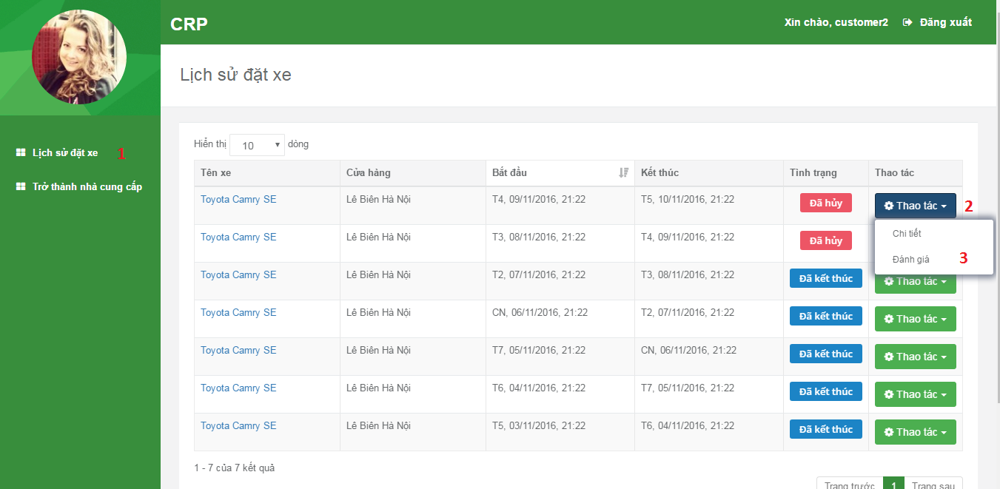 CRP
Xin chào, customer2 Đăng xuất
Lịch sử đặt xe
Lịch sử đặt xe 1
Trở thành nhà cung cấp
Hiển thị 10 dòng
Tên xe Cửa hàng Bắt đầu Kết thúc Tình trạng Thao tác
Toyota Camry SE Lê Biên Hà Nội T4, 09/11/2016, 21:22 T5, 10/11/2016, 21:22 Đã hủy Thao tác 2
Chi tiết
Toyota Camry SE Lê Biên Hà Nội T3, 08/11/2016, 21:22 T4, 09/11/2016, 21:22 Đã hủy
Đánh giá 3
Toyota Camry SE Lê Biên Hà Nội T2, 07/11/2016, 21:22 T3, 08/11/2016, 21:22 Đã kết thúc Thao tác
Toyota Camry SE Lê Biên Hà Nội CN, 06/11/2016, 21:22 T2, 07/11/2016, 21:22 Đã kết thúc Thao tác
Toyota Camry SE Lê Biên Hà Nội T7, 05/11/2016, 21:22 CN, 06/11/2016, 21:22 Đã kết thúc Thao tác
Toyota Camry SE Lê Biên Hà Nội T6, 04/11/2016, 21:22 T7, 05/11/2016, 21:22 Đã kết thúc Thao tác
Toyota Camry SE Lê Biên Hà Nội T5, 03/11/2016, 21:22 T6, 04/11/2016, 21:22 Đã kết thúc Thao tác
1 - 7 của 7 kết quả
Trang trước 1 Trang sau